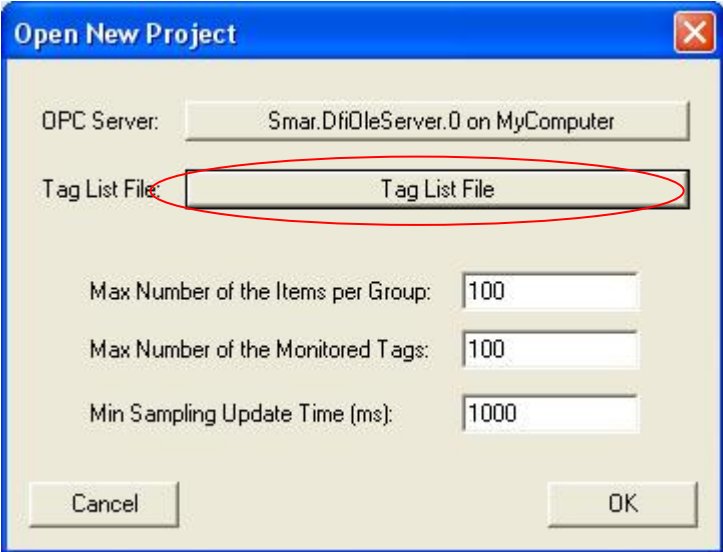 Open New Project
OPC Server: Smar.DfiOleServer.0 on MyComputer
Tag List File: Tag List File
Max Number of the Items per Group: 100
Max Number of the Monitored Tags: 100
Min Sampling Update Time (ms): 1000
Cancel OK